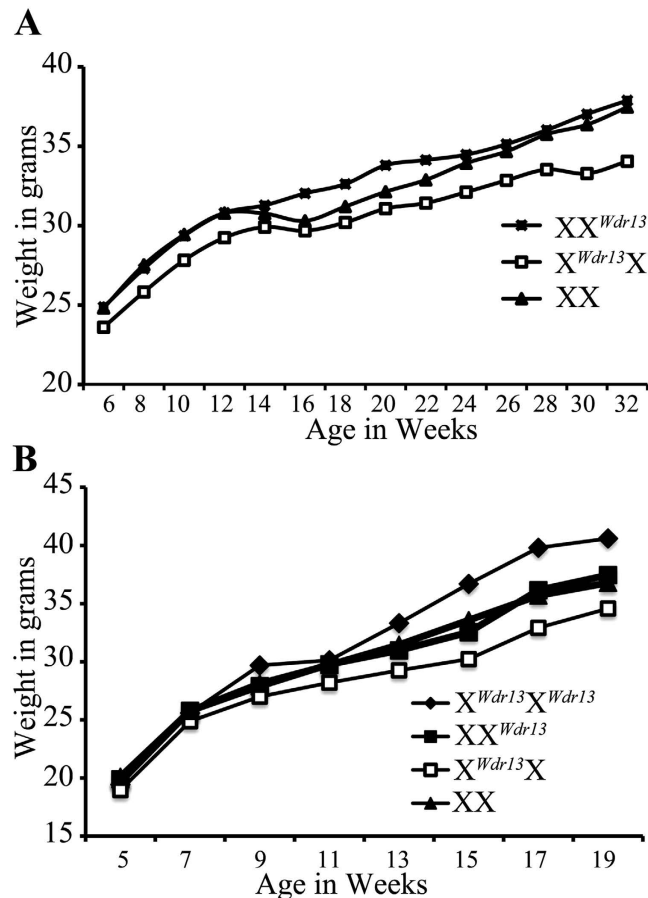 A
40
35
30
25
20
Weight in grams
XX^Wdr13
X^Wdr13X
XX
6 8 10 12 14 16 18 20 22 24 26 28 30 32
Age in Weeks
B
45
40
35
30
25
20
15
Weight in grams
X^Wdr13X^Wdr13
XX^Wdr13
X^Wdr13X
XX
5 7 9 11 13 15 17 19
Age in Weeks